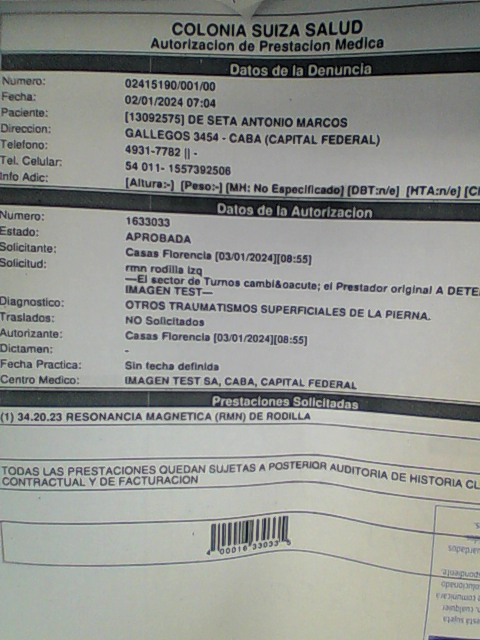 COLONIA SUIZA SALUD
Autorizacion de Prestacion Medica
Datos de la Denuncia
Numero: 02415190/001/00
Fecha: 02/01/2024 07:04
Paciente: [13092575] DE SETA ANTONIO MARCOS
Direccion: GALLEGOS 3454 - CABA (CAPITAL FEDERAL)
Telefono: 4931-7782 || -
Tel. Celular: 54 011- 1557392506
Info Adic: [Altura:-] [Peso:-] [MH: No Especificado] [DBT:n/e] [HTA:n/e]
Datos de la Autorizacion
Numero: 1633033
Estado: APROBADA
Solicitante: Casas Florencia [03/01/2024][08:55]
Solicitud: rmn rodilla izq
—El sector de Turnos cambi&oacute; el Prestador original A
IMAGEN TEST—
Diagnostico: OTROS TRAUMATISMOS SUPERFICIALES DE LA PIERNA.
Traslados: NO Solicitados
Autorizante: Casas Florencia [03/01/2024][08:55]
Dictamen: -
Fecha Practica: Sin fecha definida
Centro Medico: IMAGEN TEST SA, CABA, CAPITAL FEDERAL
Prestaciones Solicitadas
(1) 34.20.23 RESONANCIA MAGNETICA (RMN) DE RODILLA
TODAS LAS PRESTACIONES QUEDAN SUJETAS A POSTERIOR AUDITORIA DE HISTORIA
CONTRACTUAL Y DE FACTURACION